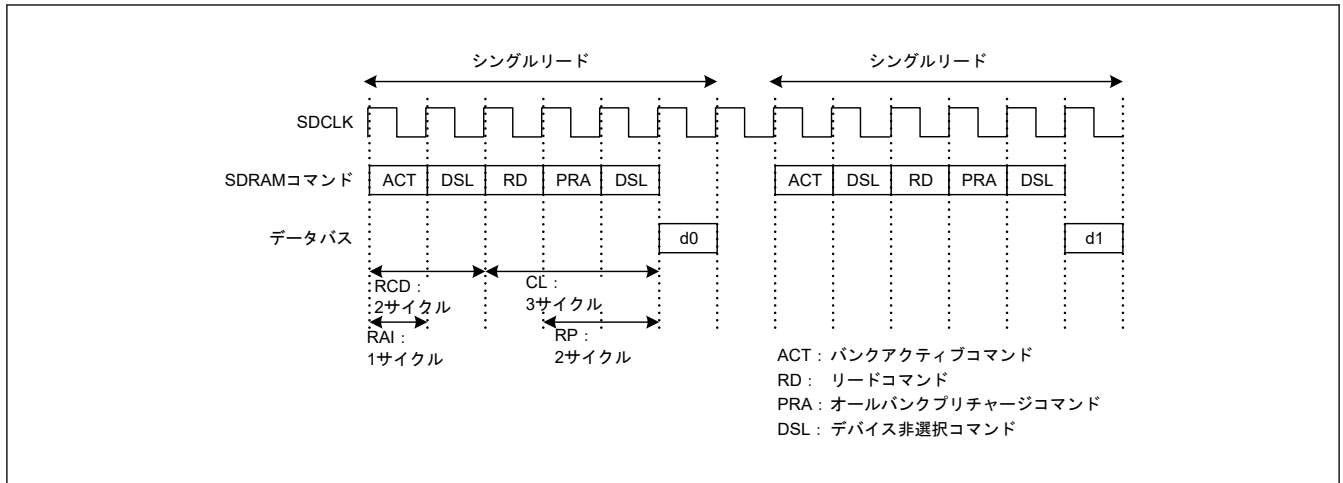 シングルリード シングルリード
SDCLK
SDRAMコマンド ACT DSL RD PRA DSL ACT DSL RD PRA DSL
データバス d0 d1
RCD： CL：
2サイクル 3サイクル
RAI： RP：
1サイクル 2サイクル
ACT： バンクアクティブコマンド
RD： リードコマンド
PRA： オールバンクプリチャージコマンド
DSL： デバイス非選択コマンド